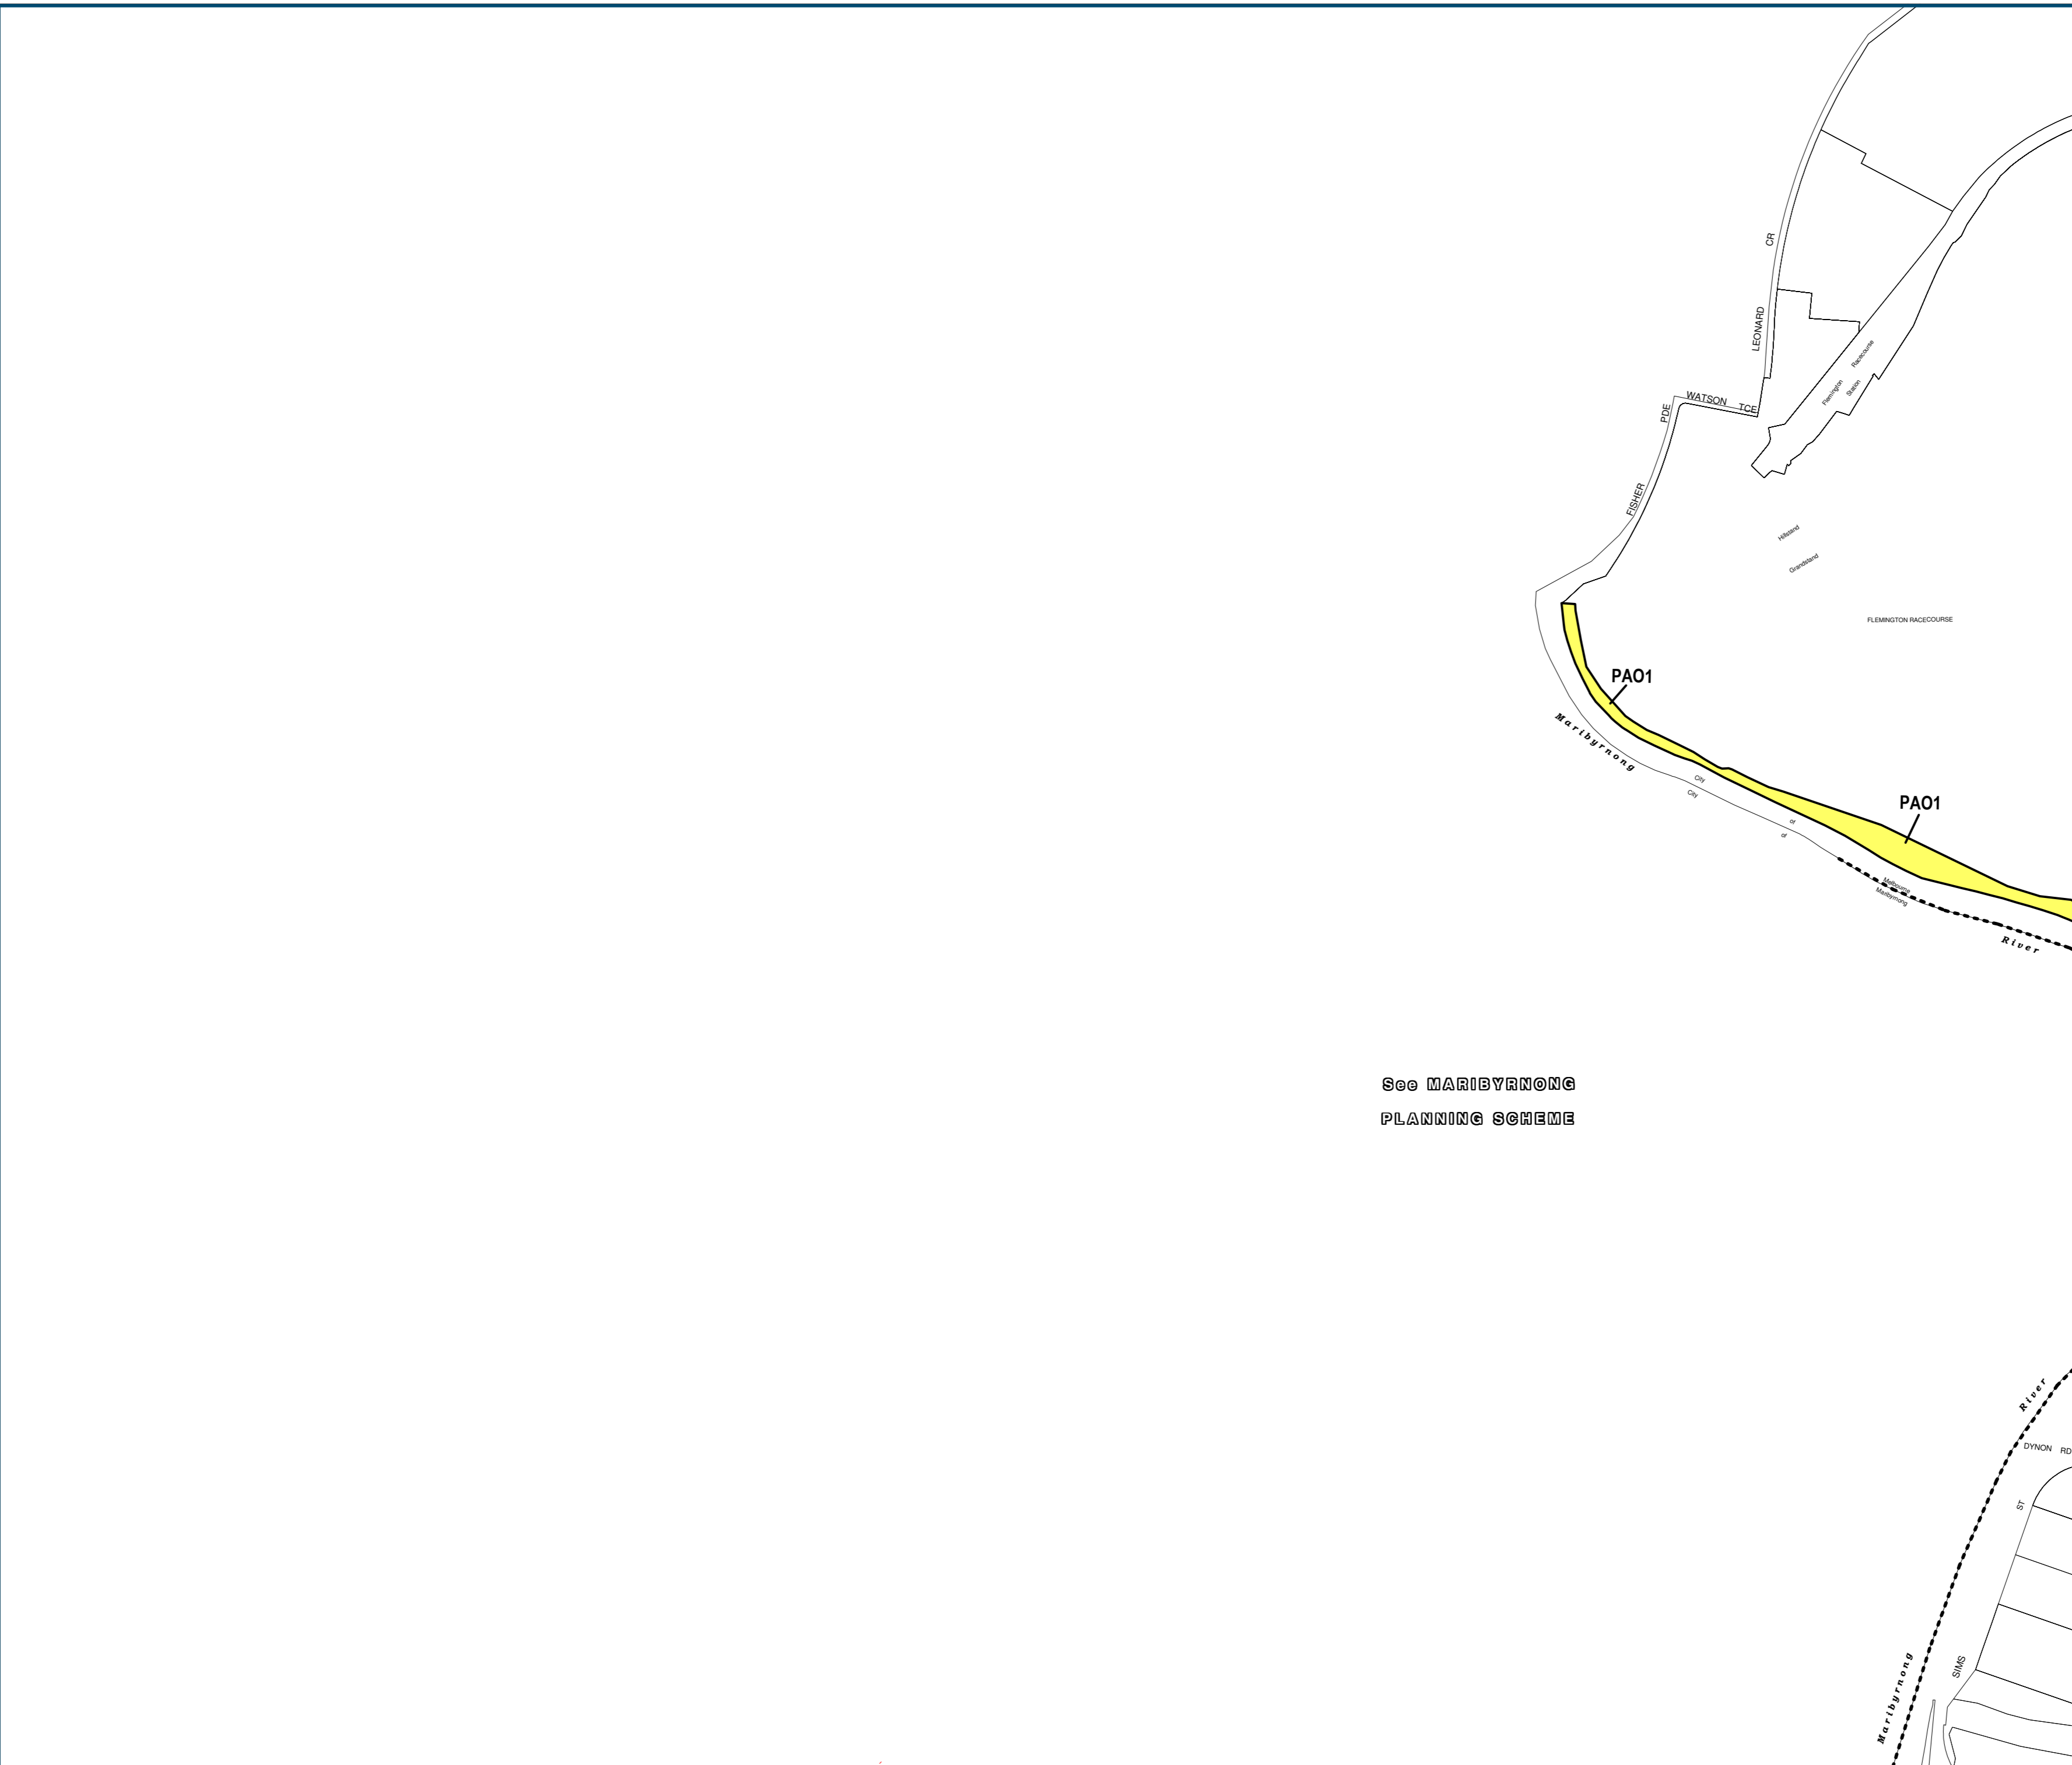 CR
LEONARD
Flemington Racecourse
Station
WATSON TCE
PDE
FISHER
Hillstand
Grandstand
FLEMINGTON RACECOURSE
PAO1
Maribyrnong
City
City
PAO1
of
of
Melbourne
Maribyrnong
River
See MARIBYRNONG
PLANNING SCHEME
River
DYNON RD
ST
SIMS
Maribyrnong